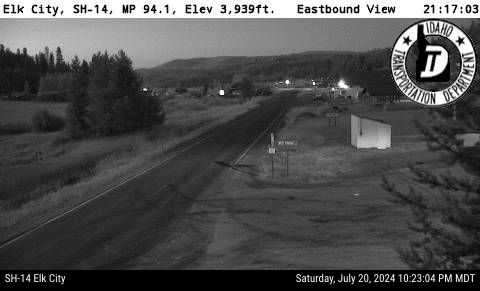 Elk City, SH-14, MP 94.1, Elev 3,939ft. Eastbound View 21:17:03
IDAHO
TRANSPORTATION DEPARTMENT
SH-14 Elk City
Saturday, July 20, 2024 10:23:04 PM MDT